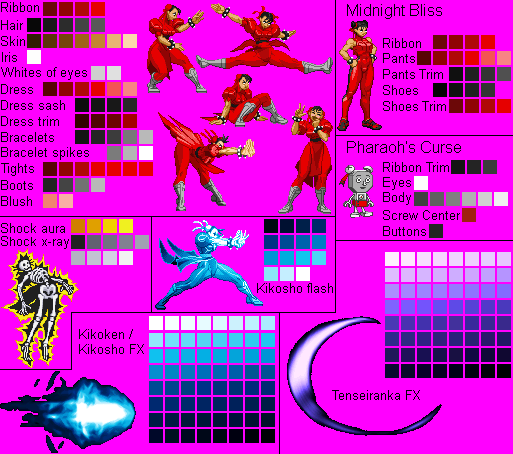 Ribbon
Hair
Skin
Iris
Whites of eyes
Dress
Dress sash
Dress trim
Bracelets
Bracelet spikes
Tights
Boots
Blush
Midnight Bliss
Ribbon
Pants
Pants Trim
Shoes
Shoes Trim
Pharaoh's Curse
Ribbon Trim
Eyes
Body
Screw Center
Buttons
Shock aura
Shock x-ray
Kikosho flash
Kikoken /
Kikosho FX
Tenseiranka FX